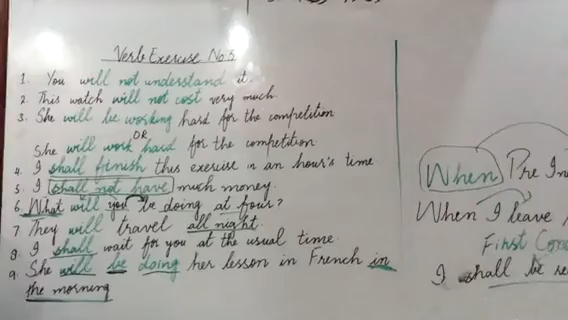 Verb Exercise No.3
1. You will not understand it.
2. This watch will not cost very much.
3. She will be working hard for the competition
OR
She will work hard for the competition.
4. I shall finish this exercise in an hour's time
5. I shall not have much money.
6. What will you be doing at four?
7. They will travel all night.
8. I shall wait for you at the usual time.
9. She will be doing her lesson in French in
the morning
When Pre In
When I leave
First Con
I shall be re